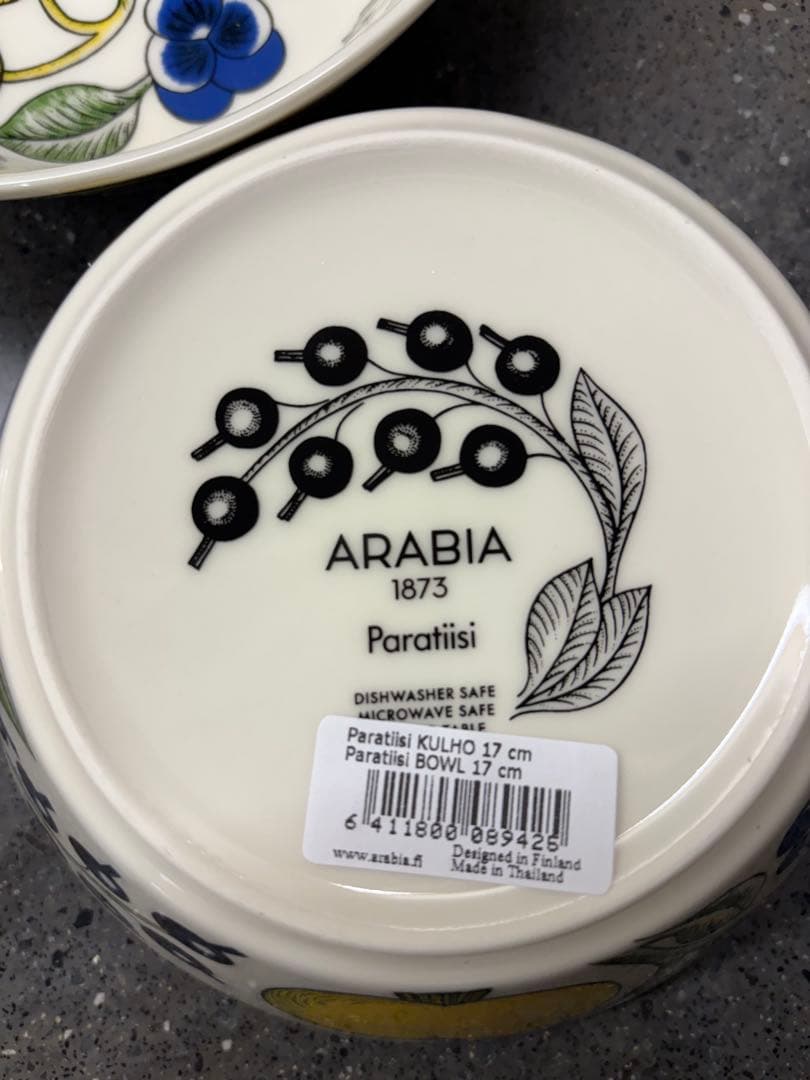 ARABIA
1873
Paratiisi
DISHWASHER SAFE
MICROWAVE SAFE
Paratiisi KULHO 17 cm
Paratiisi BOWL 17 cm
6 411800 089425
www.arabia.fi
Designed in Finland
Made in Thailand